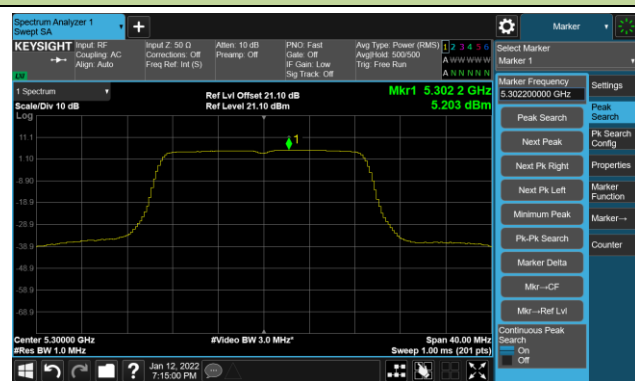 Spectrum Analyzer 1
Swept SA
+
Marker
KEYSIGHT
Input: RF
Coupling: AC
Align: Auto
Input Z: 50 Ω
Corrections: Off
Freq Ref: Int (S)
Atten: 10 dB
Preamp: Off
PNO: Fast
Gate: Off
IF Gain: Low
Sig Track: Off
Avg Type: Power (RMS)
Avg|Hold: 500/500
Trig: Free Run
1 2 3 4 5 6
A W W W W W
A N N N N N
LW
Select Marker
Marker 1
1 Spectrum
Scale/Div 10 dB
Log
Ref Lvl Offset 21.10 dB
Ref Level 21.10 dBm
Mkr1 5.302 2 GHz
5.203 dBm
1
11.1
1.10
-8.90
-18.9
-28.9
-38.9
-48.9
-58.9
-68.9
Center 5.30000 GHz
#Res BW 1.0 MHz
#Video BW 3.0 MHz*
Span 40.00 MHz
Sweep 1.00 ms (201 pts)
Marker Frequency
5.302200000 GHz
Peak Search
Next Peak
Next Pk Right
Next Pk Left
Minimum Peak
Pk-Pk Search
Marker Delta
Mkr→CF
Mkr→Ref Lvl
Continuous Peak
Search
On
Off
Settings
Peak
Search
Pk Search
Config
Properties
Marker
Function
Marker→
Counter
?
Jan 12, 2022
7:15:00 PM